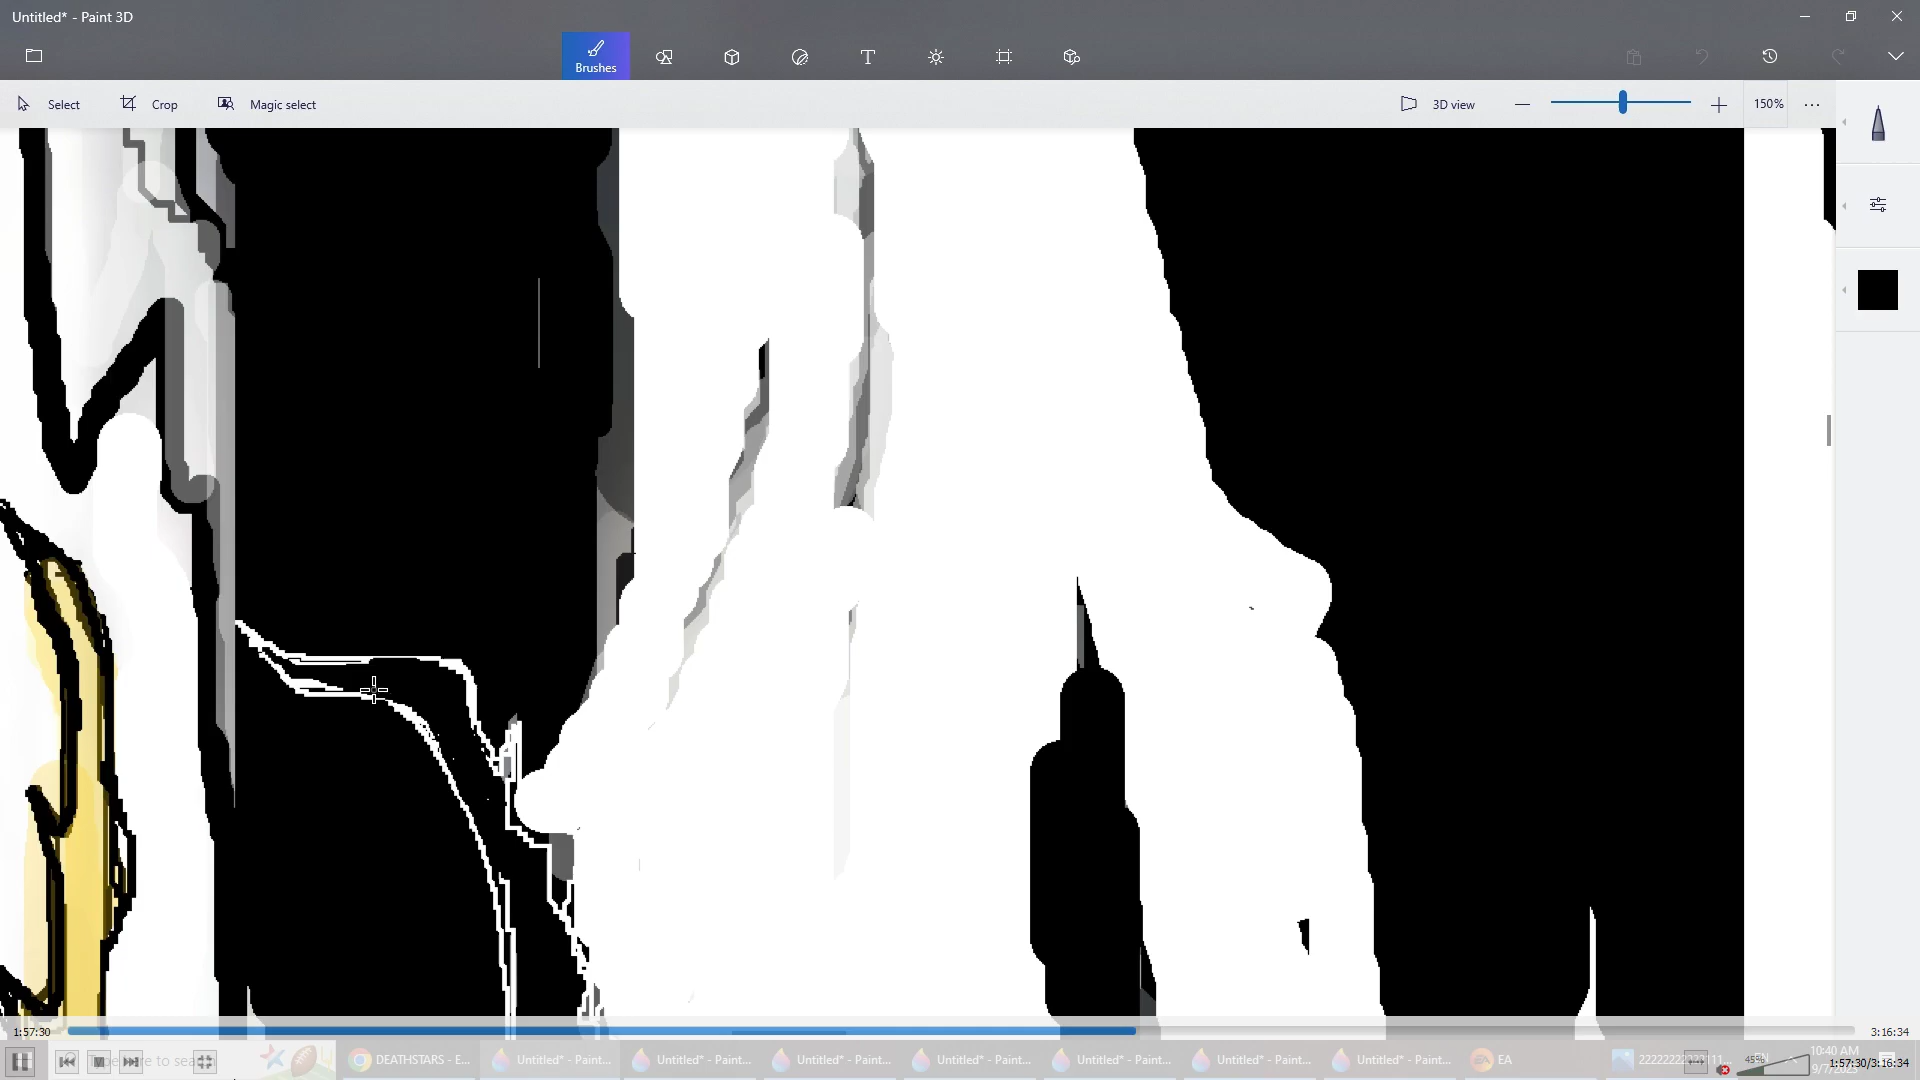 Untitled* - Paint 3D
Brushes
Select
Crop
Magic select
3D view
150%
1:57:30
3:16:34
DEATHSTARS - E...
Untitled* - Paint...
Untitled* - Paint...
Untitled* - Paint...
Untitled* - Paint...
Untitled* - Paint...
Untitled* - Paint...
Untitled* - Paint...
EA
45%
10:40 AM
1:57:30/3:16:34